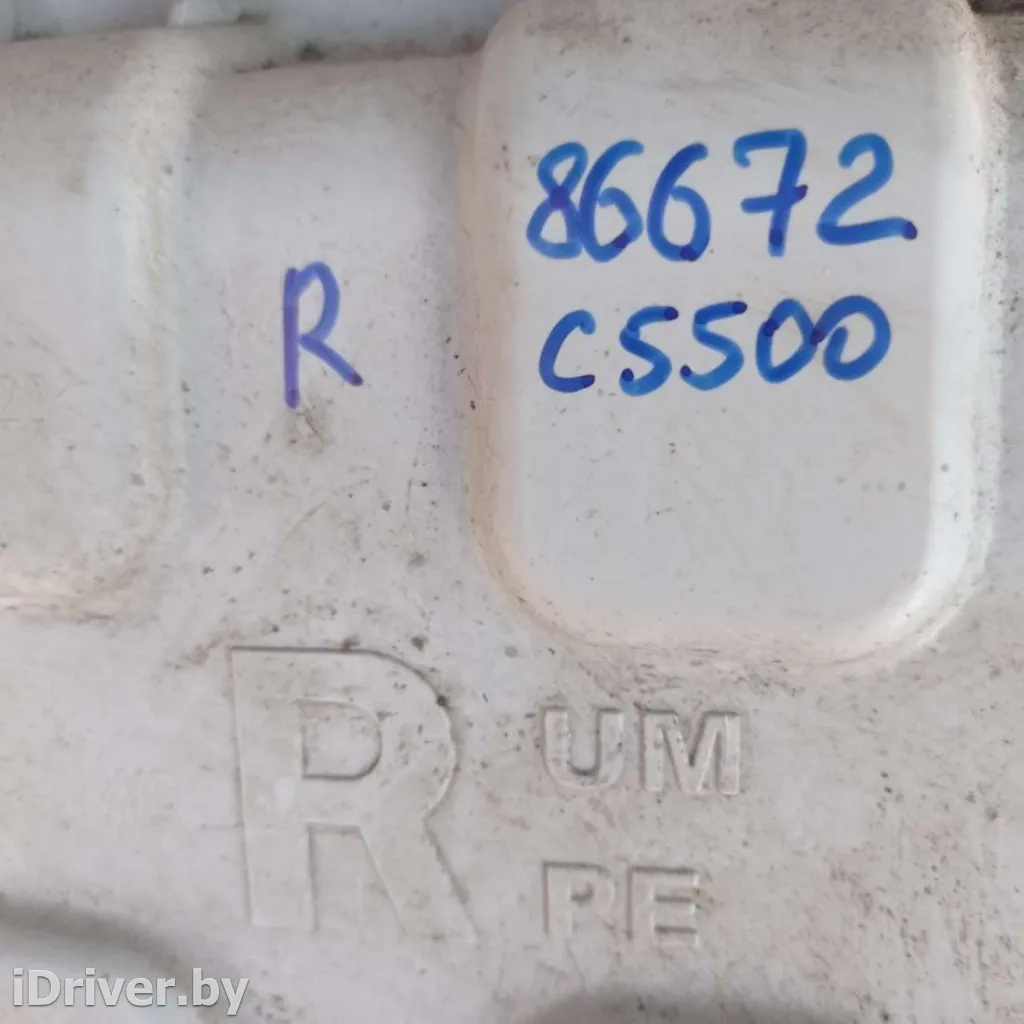 86672
R
C5500
R
UM
PE
iDriver.by